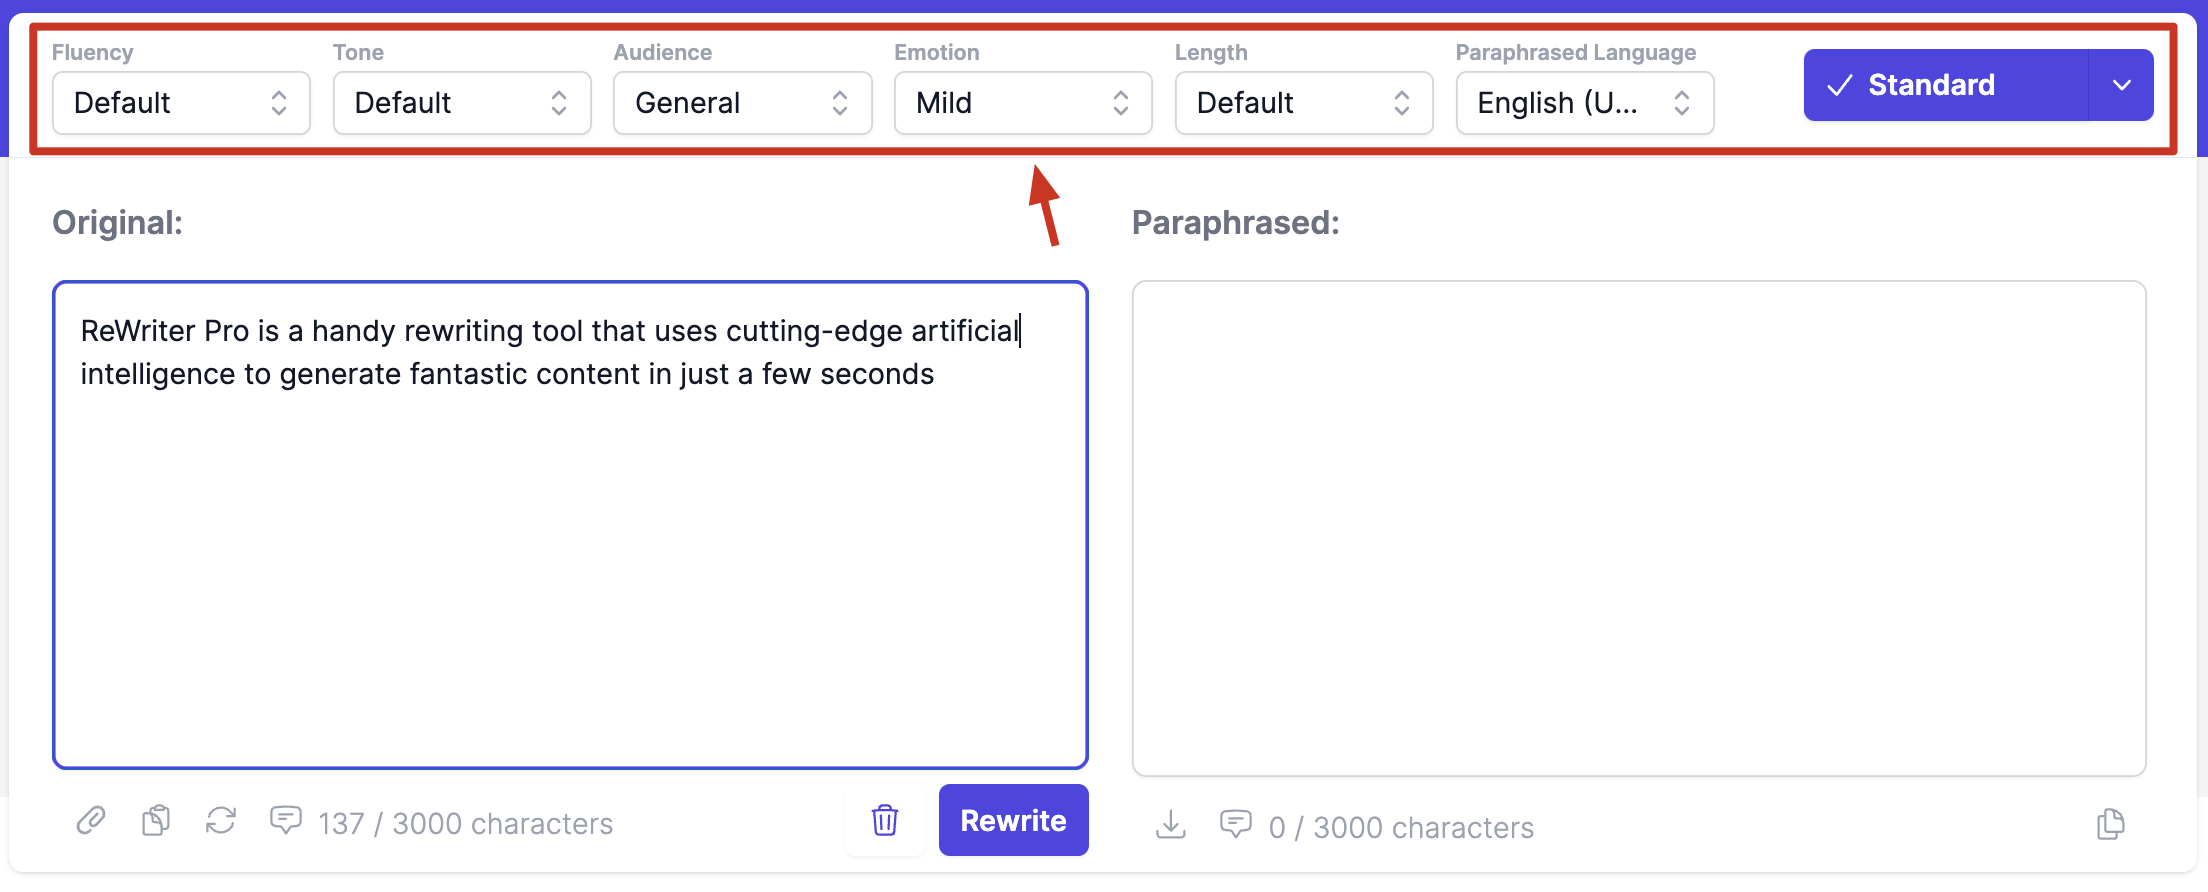 Fluency Tone Audience Emotion Length Paraphrased Language
Default Default General Mild Default English (U... Standard
Original: Paraphrased:
ReWriter Pro is a handy rewriting tool that uses cutting-edge artificial
intelligence to generate fantastic content in just a few seconds
137 / 3000 characters Rewrite 0 / 3000 characters